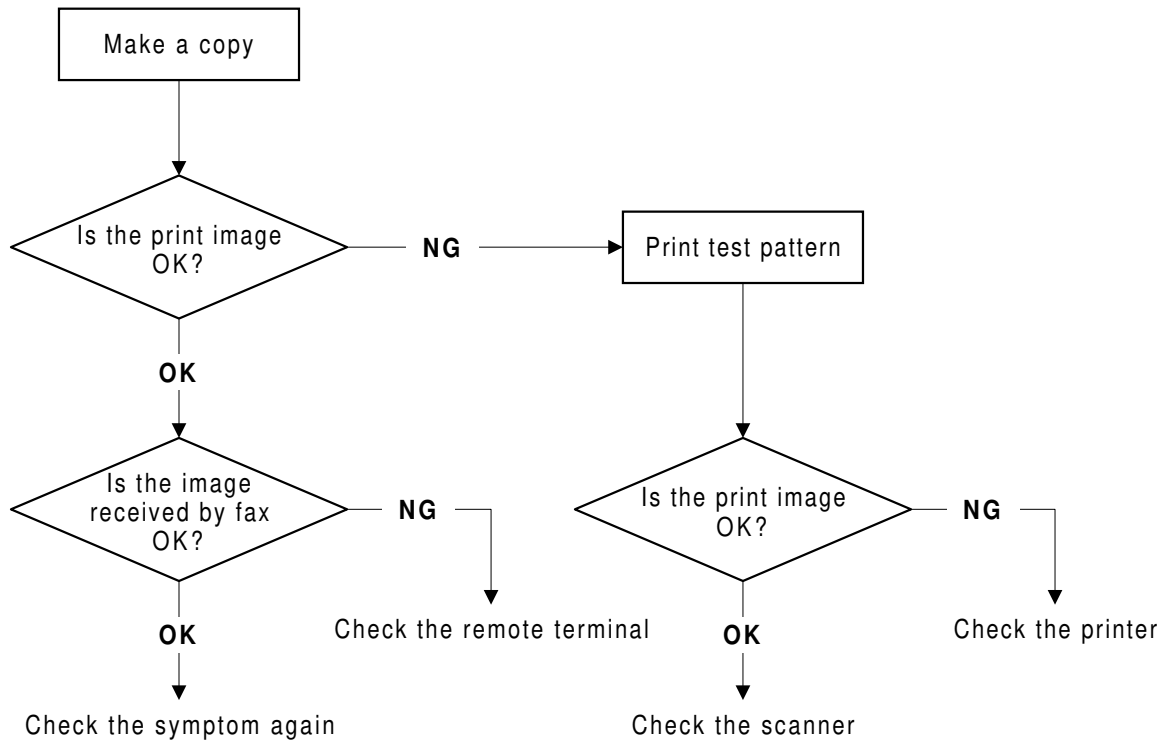 Make a copy
Is the print image
OK?
NG
Print test pattern
OK
Is the image
received by fax
OK?
NG
Check the remote terminal
OK
Check the symptom again
Is the print image
OK?
NG
Check the printer
OK
Check the scanner